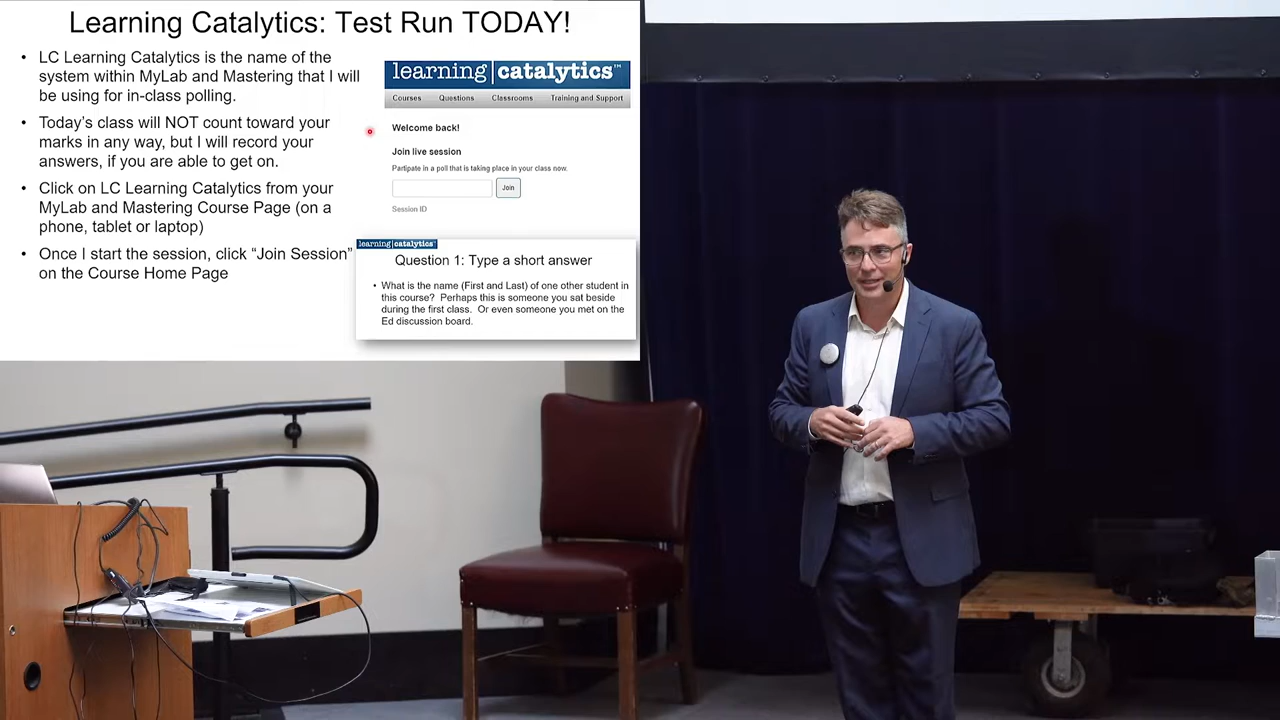 Learning Catalytics: Test Run TODAY!
• LC Learning Catalytics is the name of the
system within MyLab and Mastering that I will
be using for in-class polling.
• Today's class will NOT count toward your
marks in any way, but I will record your
answers, if you are able to get on.
• Click on LC Learning Catalytics from your
MyLab and Mastering Course Page (on a
phone, tablet or laptop)
• Once I start the session, click “Join Session”
on the Course Home Page
learning | catalytics™
Courses Questions Classrooms Training and Support
Welcome back!
Join live session
Partipate in a poll that is taking place in your class now.
Join
Session ID
learning | catalytics™
Question 1: Type a short answer
• What is the name (First and Last) of one other student in
this course? Perhaps this is someone you sat beside
during the first class. Or even someone you met on the
Ed discussion board.